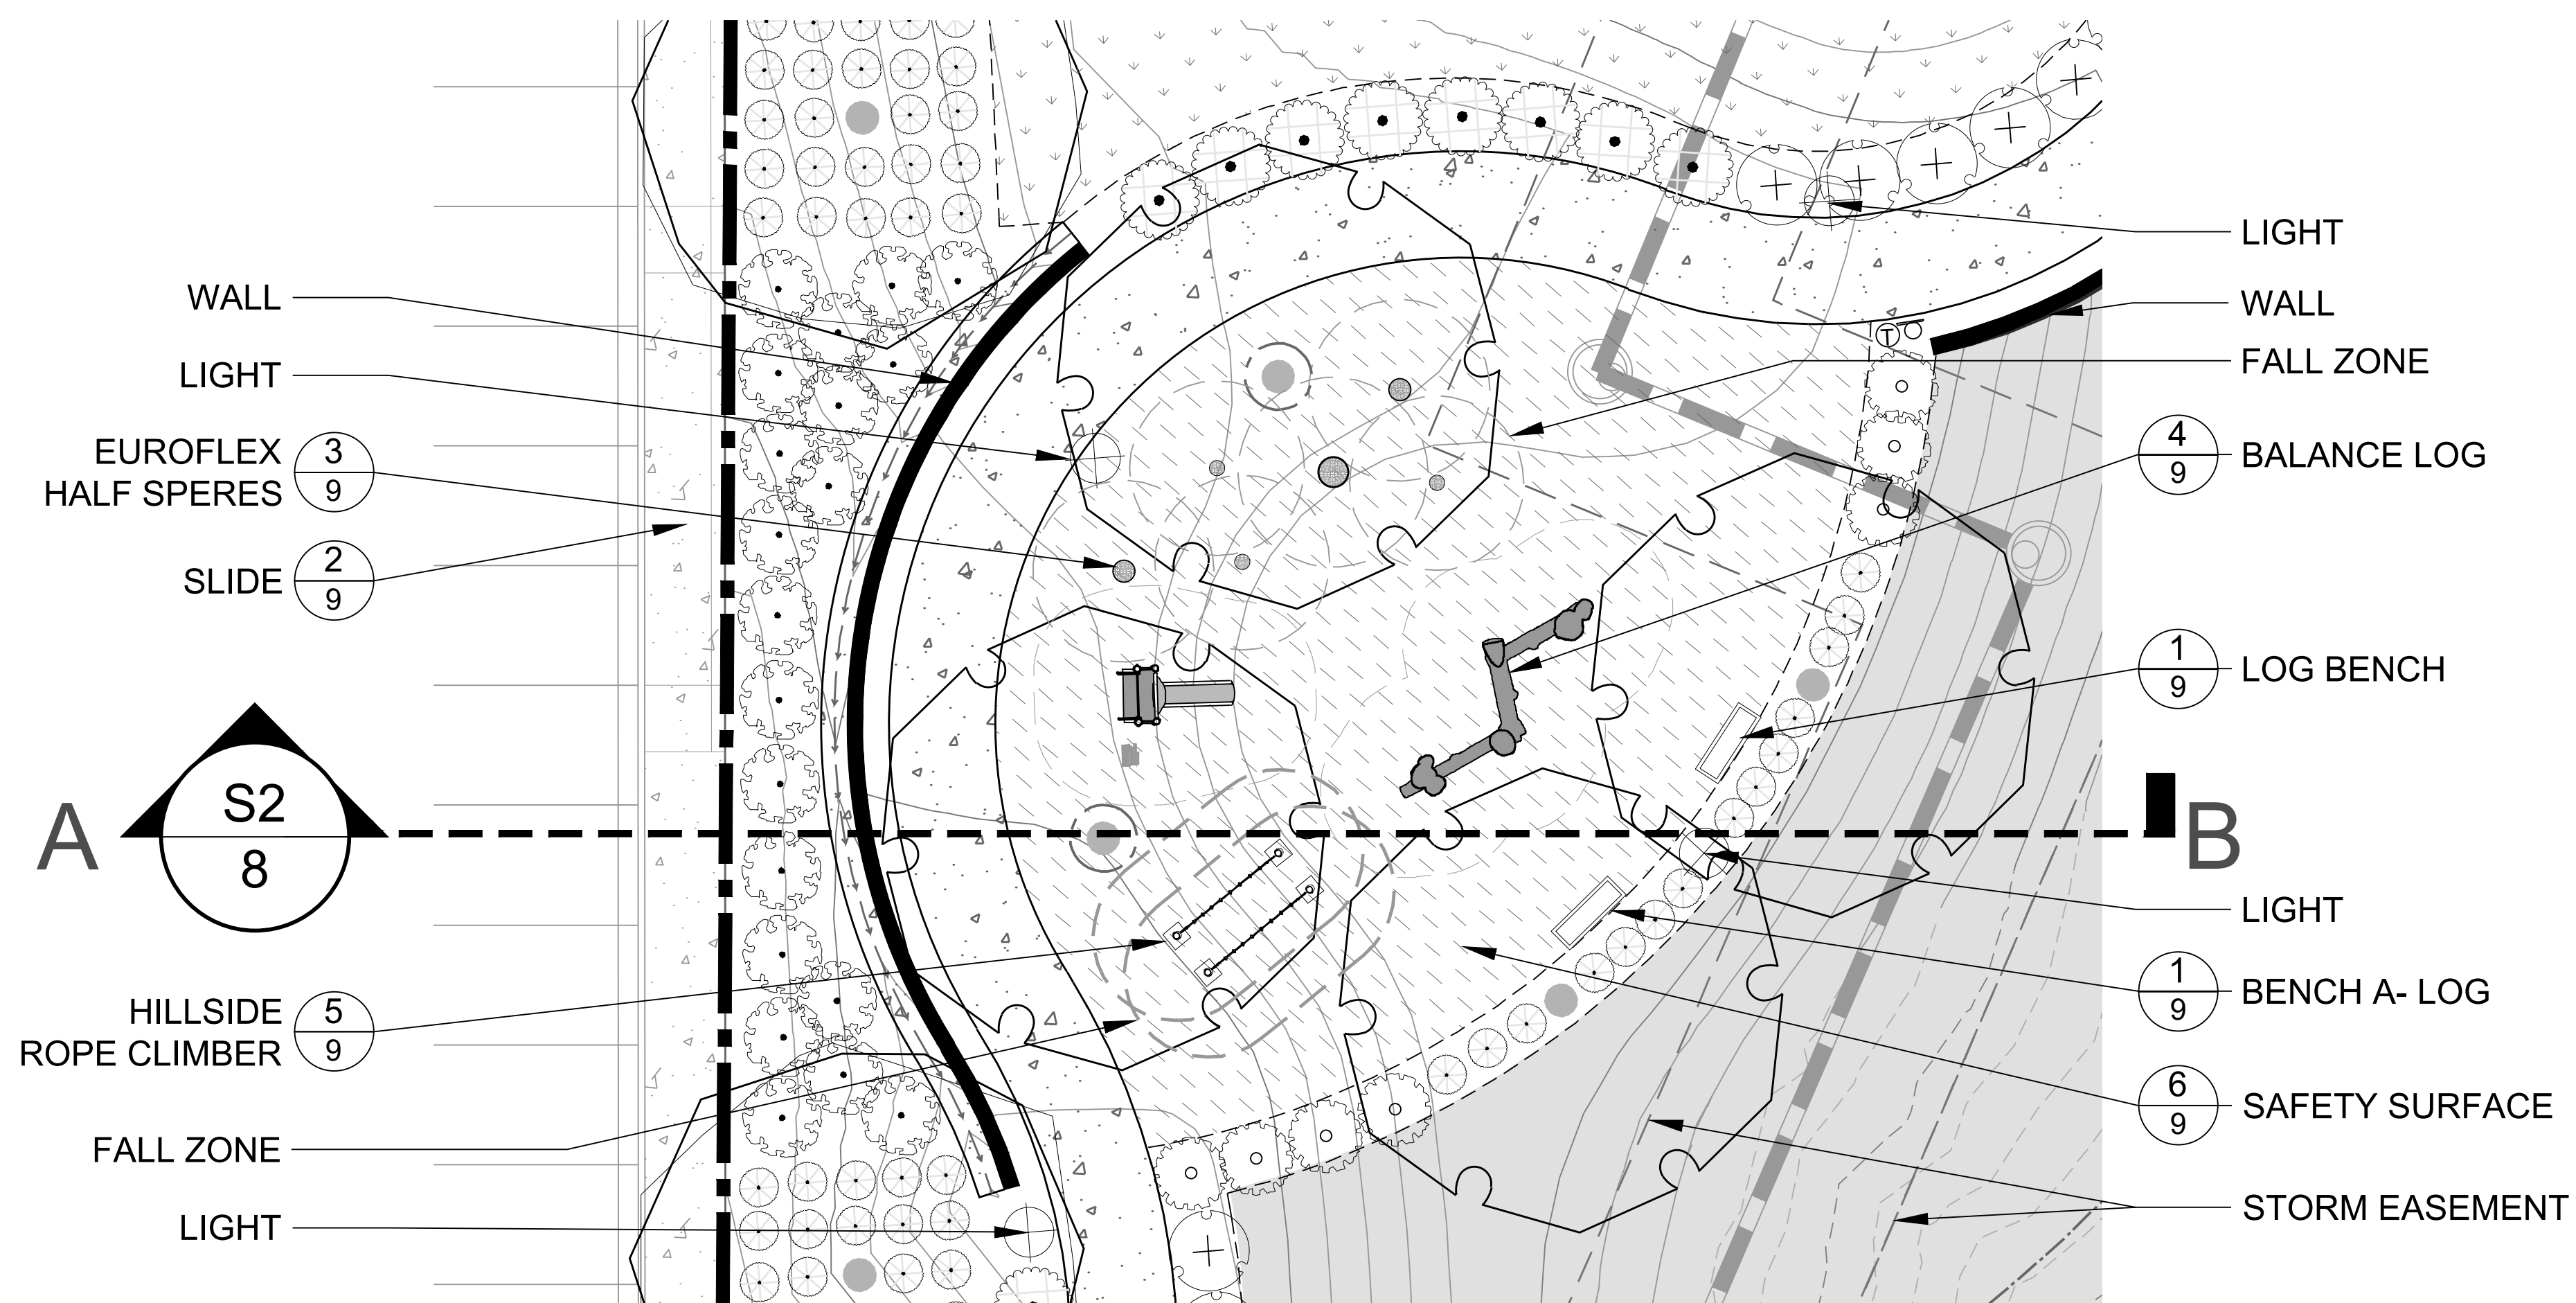 WALL
LIGHT
EUROFLEX
HALF SPERES
3
9
SLIDE
2
9
A
S2
8
HILLSIDE
ROPE CLIMBER
5
9
FALL ZONE
LIGHT
T
LIGHT
WALL
FALL ZONE
4
9
BALANCE LOG
1
9
LOG BENCH
B
LIGHT
1
9
BENCH A- LOG
6
9
SAFETY SURFACE
STORM EASEMENT